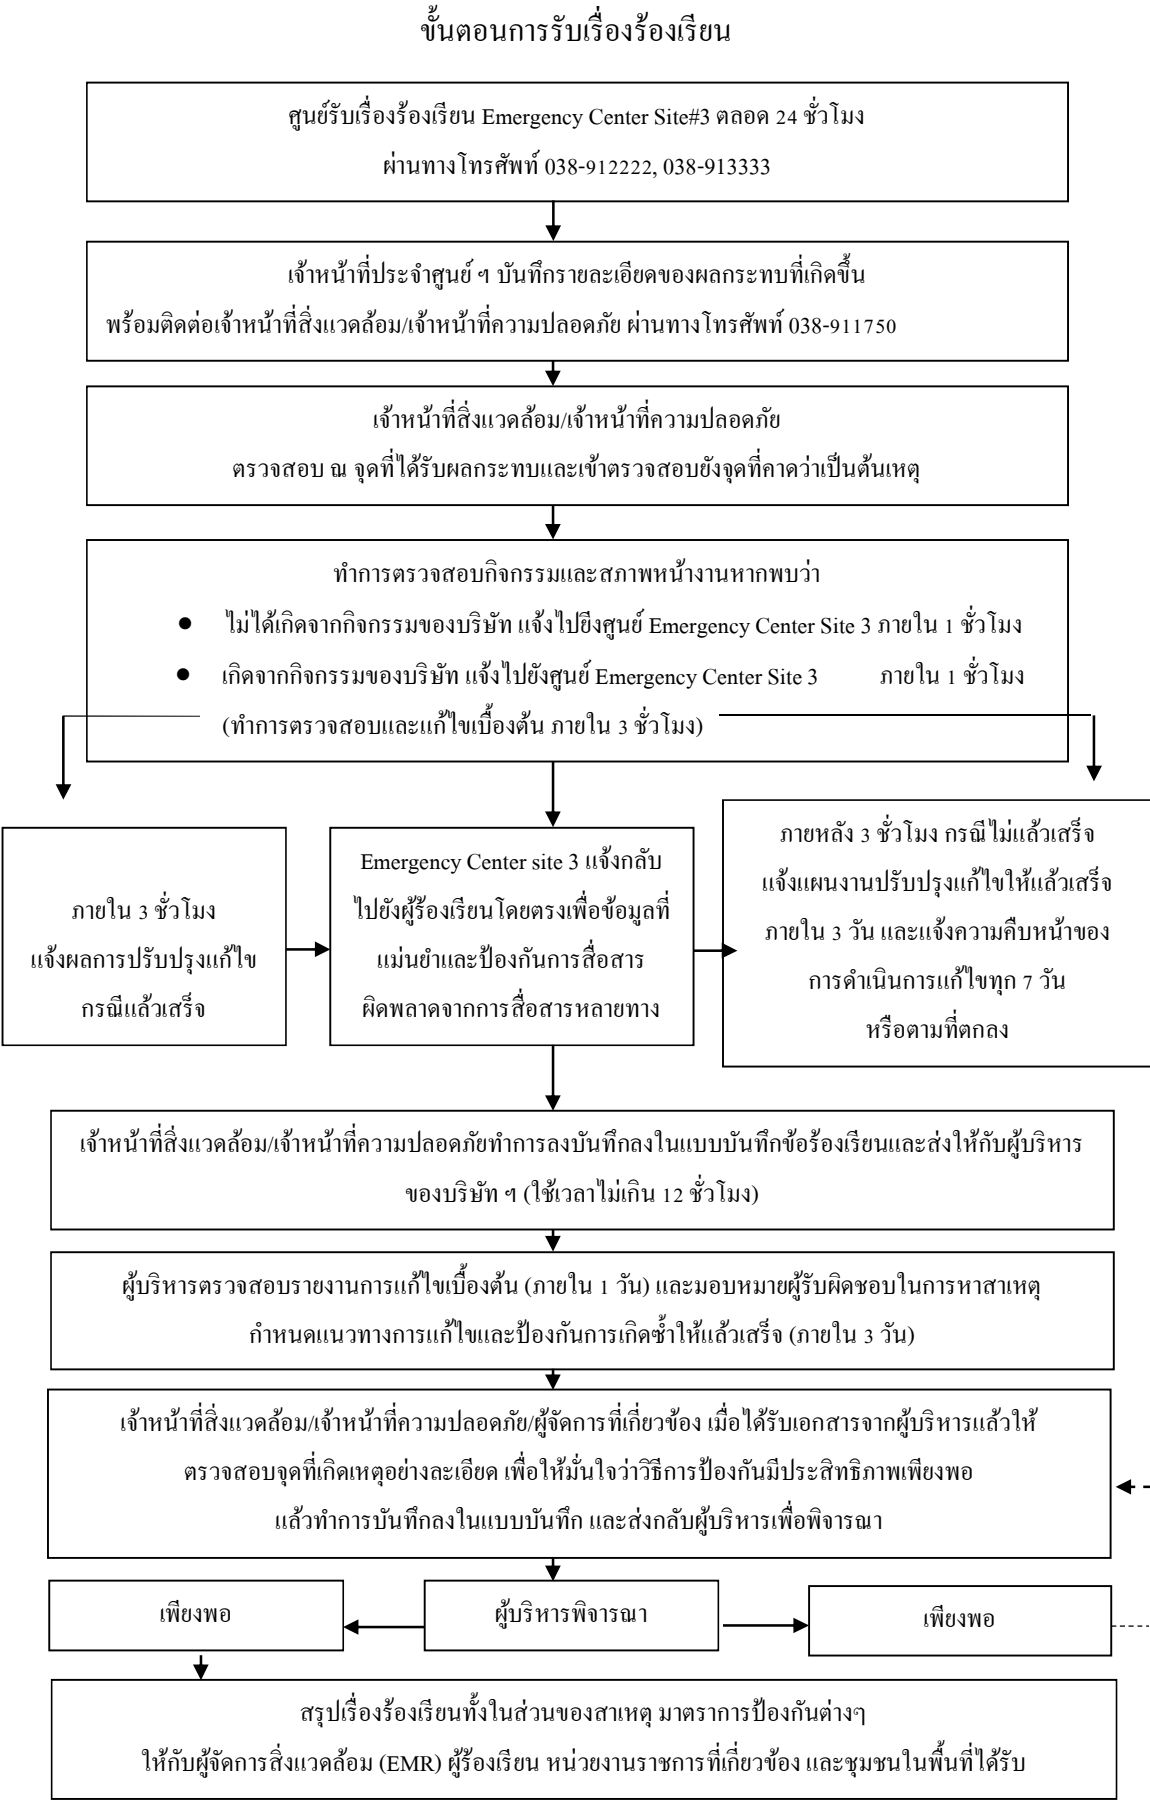 ขั้นตอนการรับเรื่องร้องเรียน
ศูนย์รับเรื่องร้องเรียน Emergency Center Site#3 ตลอด 24 ชั่วโมง
ผ่านทางโทรศัพท์ 038-912222, 038-913333
เจ้าหน้าที่ประจำศูนย์ ฯ บันทึกรายละเอียดของผลกระทบที่เกิดขึ้น
พร้อมติดต่อเจ้าหน้าที่สิ่งแวดล้อม/เจ้าหน้าที่ความปลอดภัย ผ่านทางโทรศัพท์ 038-911750
เจ้าหน้าที่สิ่งแวดล้อม/เจ้าหน้าที่ความปลอดภัย
ตรวจสอบ ณ จุดที่ได้รับผลกระทบและเข้าตรวจสอบยังจุดที่คาดว่าเป็นต้นเหตุ
ทำการตรวจสอบกิจกรรมและสภาพหน้างานหากพบว่า
● ไม่ได้เกิดจากกิจกรรมของบริษัท แจ้งไปยีงศูนย์ Emergency Center Site 3 ภายใน 1 ชั่วโมง
● เกิดจากกิจกรรมของบริษัท แจ้งไปยังศูนย์ Emergency Center Site 3 ภายใน 1 ชั่วโมง
(ทำการตรวจสอบและแก้ไขเบื้องต้น ภายใน 3 ชั่วโมง)
ภายใน 3 ชั่วโมง
แจ้งผลการปรับปรุงแก้ไข
กรณีแล้วเสร็จ
Emergency Center site 3 แจ้งกลับ
ไปยังผู้ร้องเรียนโดยตรงเพื่อข้อมูลที่
แม่นยำและป้องกันการสื่อสาร
ผิดพลาดจากการสื่อสารหลายทาง
ภายหลัง 3 ชั่วโมง กรณีไม่แล้วเสร็จ
แจ้งแผนงานปรับปรุงแก้ไขให้แล้วเสร็จ
ภายใน 3 วัน และแจ้งความคืบหน้าของ
การดำเนินการแก้ไขทุก 7 วัน
หรือตามที่ตกลง
เจ้าหน้าที่สิ่งแวดล้อม/เจ้าหน้าที่ความปลอดภัยทำการลงบันทึกลงในแบบบันทึกข้อร้องเรียนและส่งให้กับผู้บริหาร
ของบริษัท ฯ (ใช้เวลาไม่เกิน 12 ชั่วโมง)
ผู้บริหารตรวจสอบรายงานการแก้ไขเบื้องต้น (ภายใน 1 วัน) และมอบหมายผู้รับผิดชอบในการหาสาเหตุ
กำหนดแนวทางการแก้ไขและป้องกันการเกิดซ้ำให้แล้วเสร็จ (ภายใน 3 วัน)
เจ้าหน้าที่สิ่งแวดล้อม/เจ้าหน้าที่ความปลอดภัย/ผู้จัดการที่เกี่ยวข้อง เมื่อได้รับเอกสารจากผู้บริหารแล้วให้
ตรวจสอบจุดที่เกิดเหตุอย่างละเอียด เพื่อให้มั่นใจว่าวิธีการป้องกันมีประสิทธิภาพเพียงพอ
แล้วทำการบันทึกลงในแบบบันทึก และส่งกลับผู้บริหารเพื่อพิจารณา
เพียงพอ
ผู้บริหารพิจารณา
เพียงพอ
สรุปเรื่องร้องเรียนทั้งในส่วนของสาเหตุ มาตราการป้องกันต่างๆ
ให้กับผู้จัดการสิ่งแวดล้อม (EMR) ผู้ร้องเรียน หน่วยงานราชการที่เกี่ยวข้อง และชุมชนในพื้นที่ได้รับ